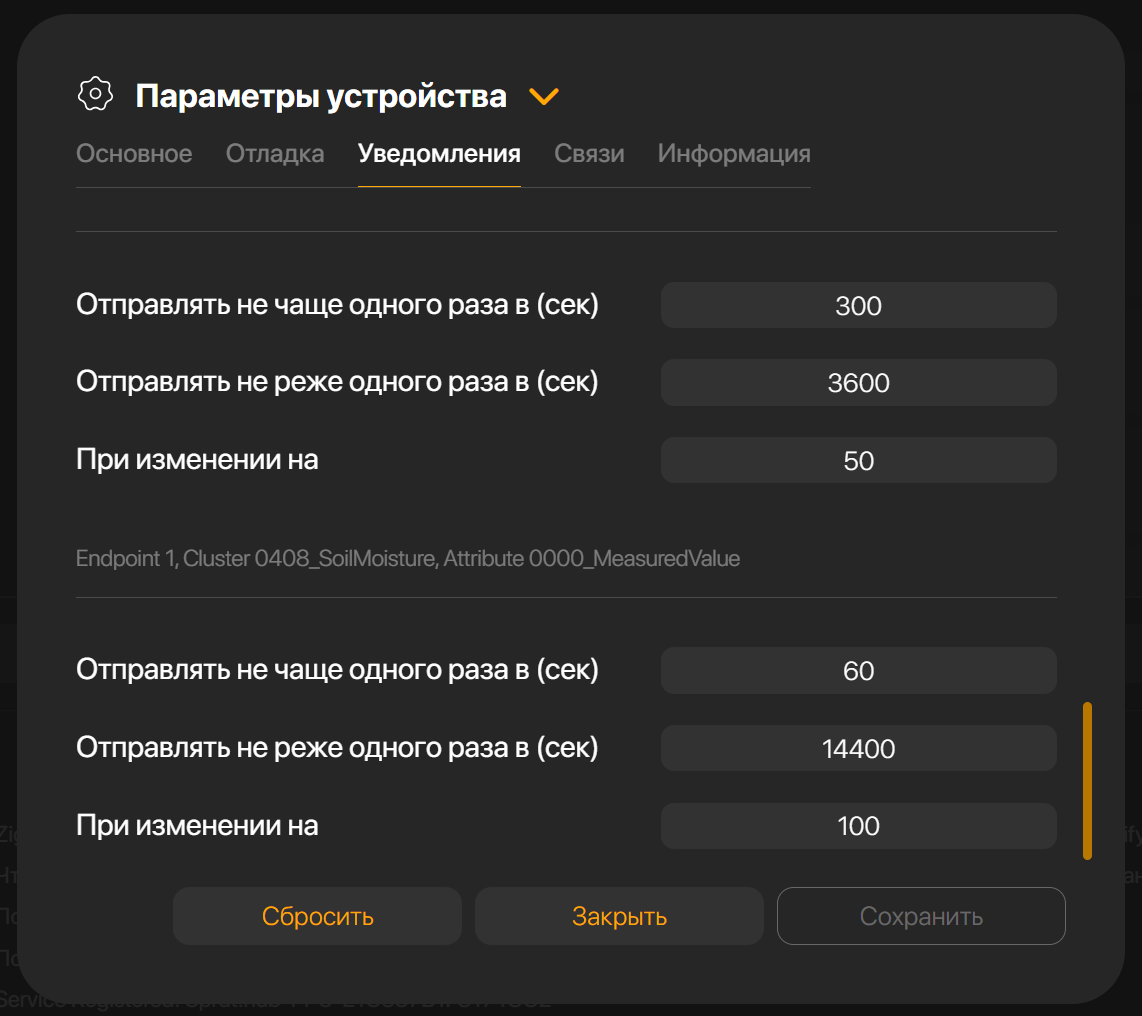 Параметры устройства
Основное Отладка Уведомления Связи Информация
Отправлять не чаще одного раза в (сек) 300
Отправлять не реже одного раза в (сек) 3600
При изменении на 50
Endpoint 1, Cluster 0408_SoilMoisture, Attribute 0000_MeasuredValue
Отправлять не чаще одного раза в (сек) 60
Отправлять не реже одного раза в (сек) 14400
При изменении на 100
Сбросить Закрыть Сохранить